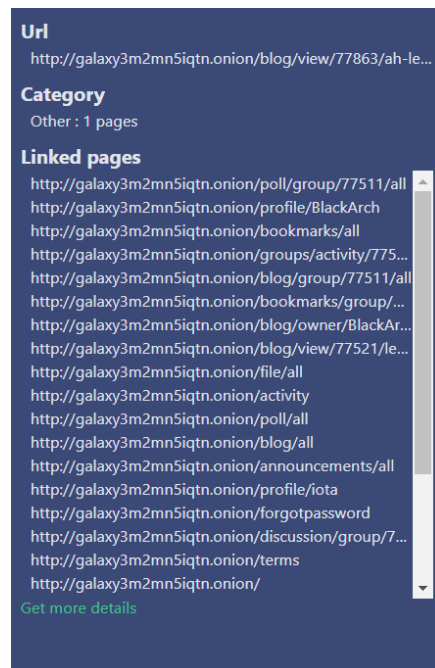 Url
http://galaxy3m2mn5iqtn.onion/blog/view/77863/ah-le...
Category
Other : 1 pages
Linked pages
http://galaxy3m2mn5iqtn.onion/poll/group/77511/all
http://galaxy3m2mn5iqtn.onion/profile/BlackArch
http://galaxy3m2mn5iqtn.onion/bookmarks/all
http://galaxy3m2mn5iqtn.onion/groups/activity/775...
http://galaxy3m2mn5iqtn.onion/blog/group/77511/all
http://galaxy3m2mn5iqtn.onion/bookmarks/group/...
http://galaxy3m2mn5iqtn.onion/blog/owner/BlackAr...
http://galaxy3m2mn5iqtn.onion/blog/view/77521/le...
http://galaxy3m2mn5iqtn.onion/file/all
http://galaxy3m2mn5iqtn.onion/activity
http://galaxy3m2mn5iqtn.onion/poll/all
http://galaxy3m2mn5iqtn.onion/blog/all
http://galaxy3m2mn5iqtn.onion/announcements/all
http://galaxy3m2mn5iqtn.onion/profile/iota
http://galaxy3m2mn5iqtn.onion/forgotpassword
http://galaxy3m2mn5iqtn.onion/discussion/group/7...
http://galaxy3m2mn5iqtn.onion/terms
http://galaxy3m2mn5iqtn.onion/
Get more details